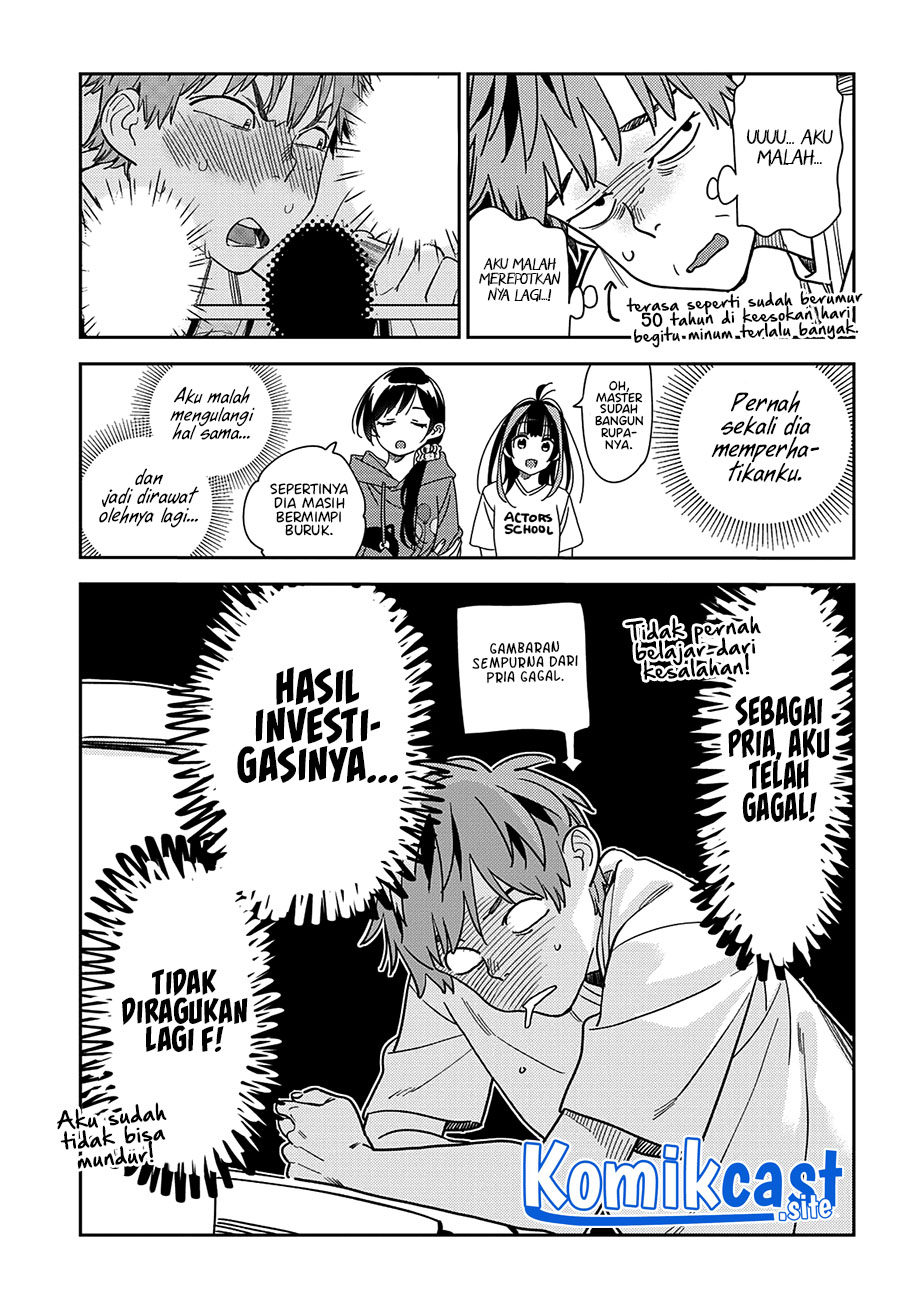 UUUU... AKU
MALAH...
AKU MALAH
MEREPOTKAN
NYA LAGI...!
terasa seperti sudah berumur
50 tahun di keesokan hari
begitu minum terlalu banyak.
Pernah
sekali dia
memperha-
tikanku.
OH,
MASTER
SUDAH
BANGUN
RUPA-
NYA.
ACTORS
SCHOOL
SEPERTINYA
DIA MASIH
BERMIMPI
BURUK.
Aku malah
mengulangi
hal sama...
dan
jadi dirawat
olehnya lagi...
SEBAGAI
PRIA, AKU
TELAH
GAGAL!
Tidak pernah
belajar dari
kesalahan!
GAMBARAN
SEMPURNA DARI
PRIA GAGAL.
HASIL
INVESTI-
GASINYA...
TIDAK
DIRAGUKAN
LAGI F!
Aku sudah
tidak bisa
mundur!
Komikcast
.site